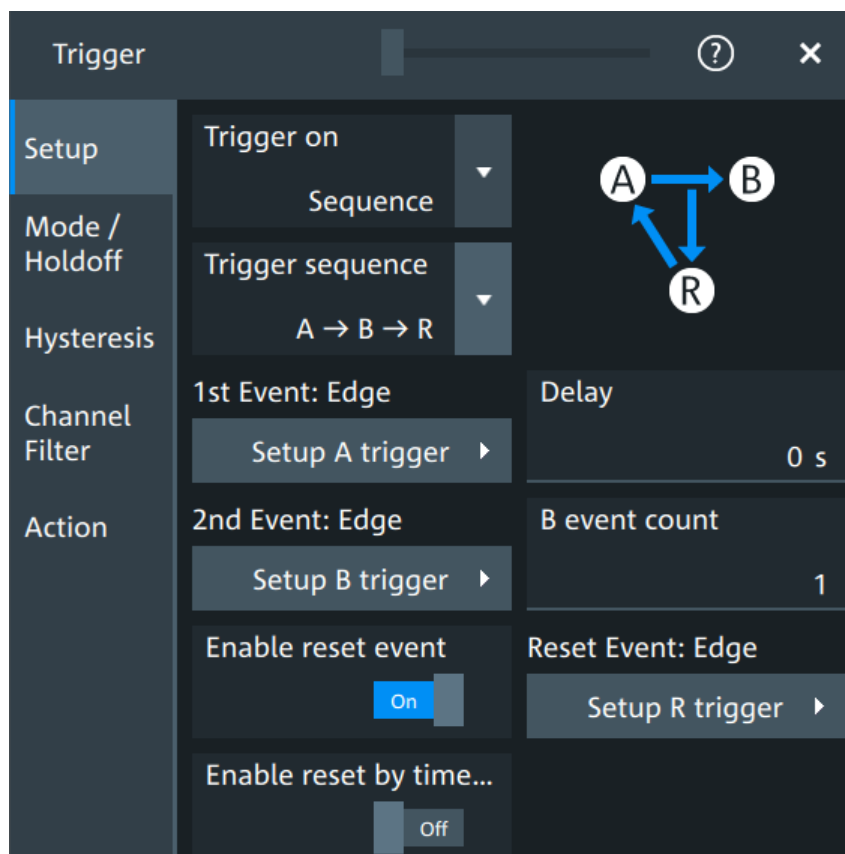 Trigger
?
×
Setup
Mode /
Holdoff
Hysteresis
Channel
Filter
Action
Trigger on
Sequence
Trigger sequence
A → B → R
A
B
R
1st Event: Edge
Setup A trigger
Delay
0 s
2nd Event: Edge
Setup B trigger
B event count
1
Enable reset event
On
Reset Event: Edge
Setup R trigger
Enable reset by time...
Off